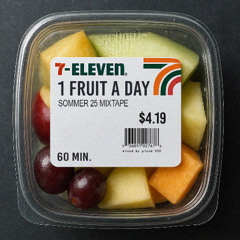 7-ELEVEN®
1 FRUIT A DAY
SOMMER 25 MIXTAPE
$4.19
60 MIN.